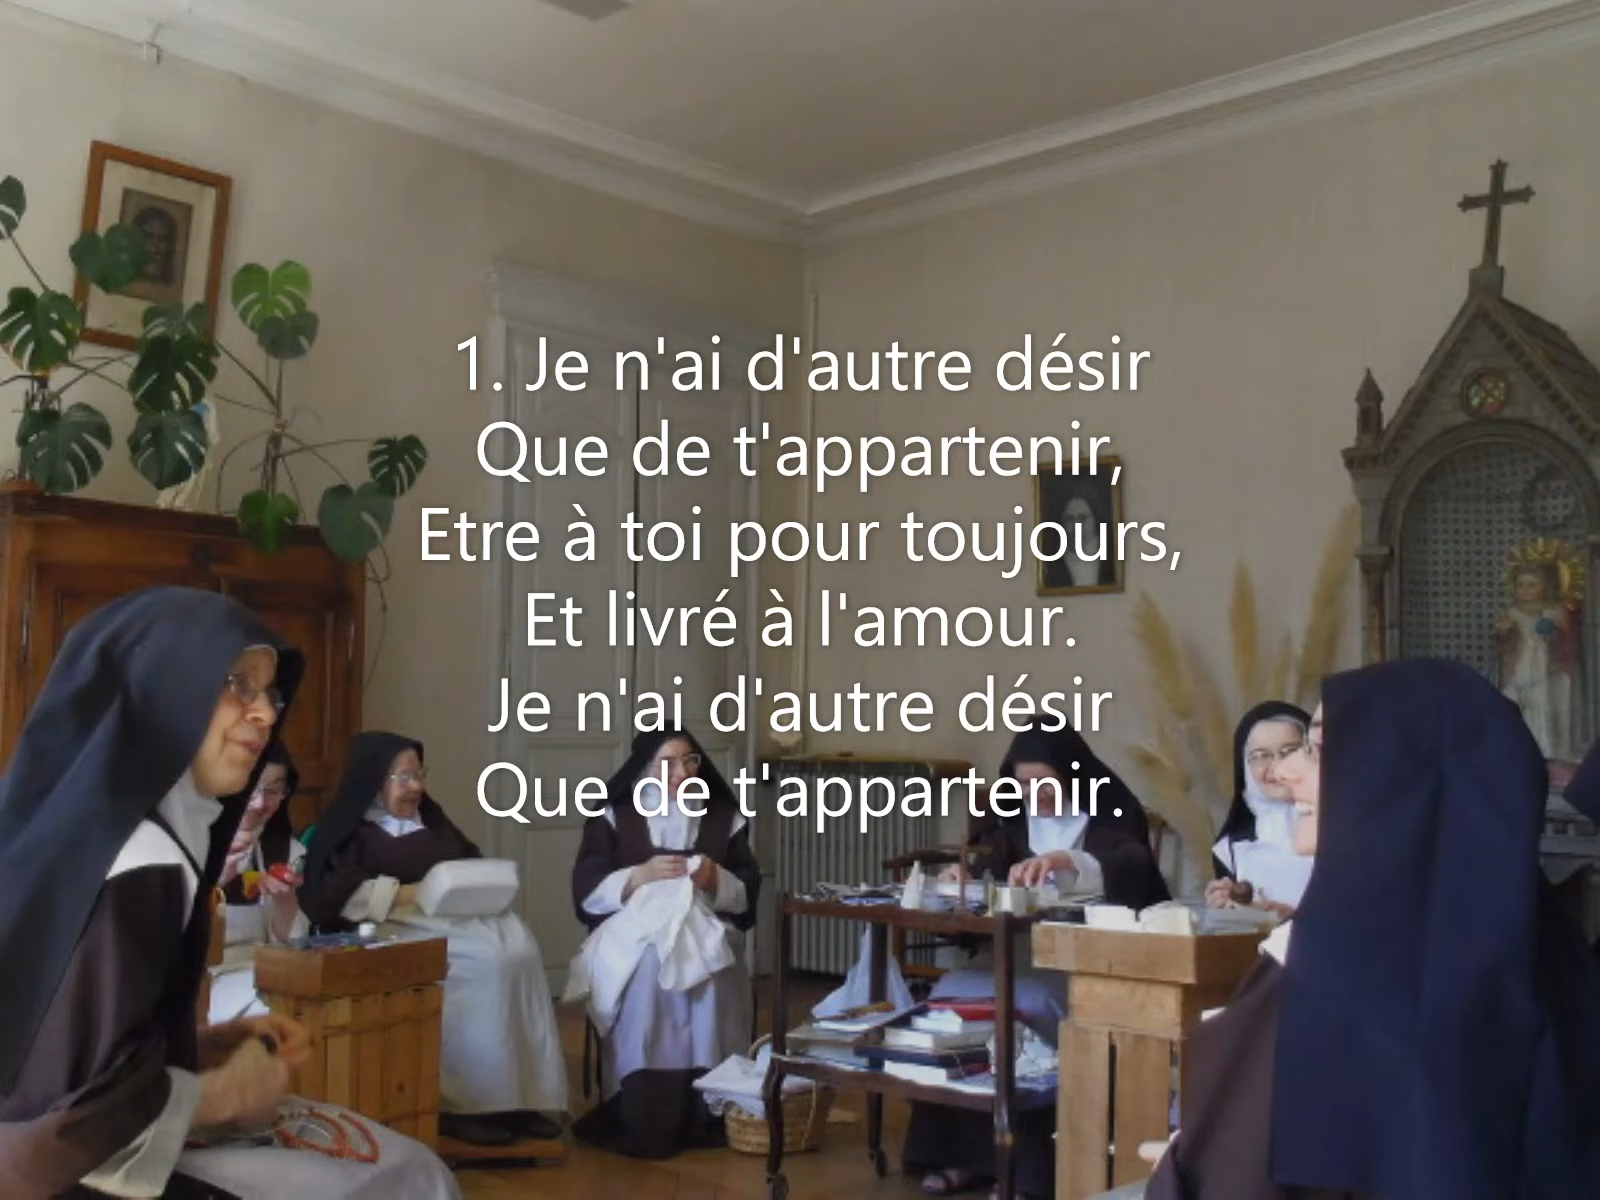 1. Je n'ai d'autre désir
Que de t'appartenir,
Etre à toi pour toujours,
Et livré à l'amour.
Je n'ai d'autre désir
Que de t'appartenir.